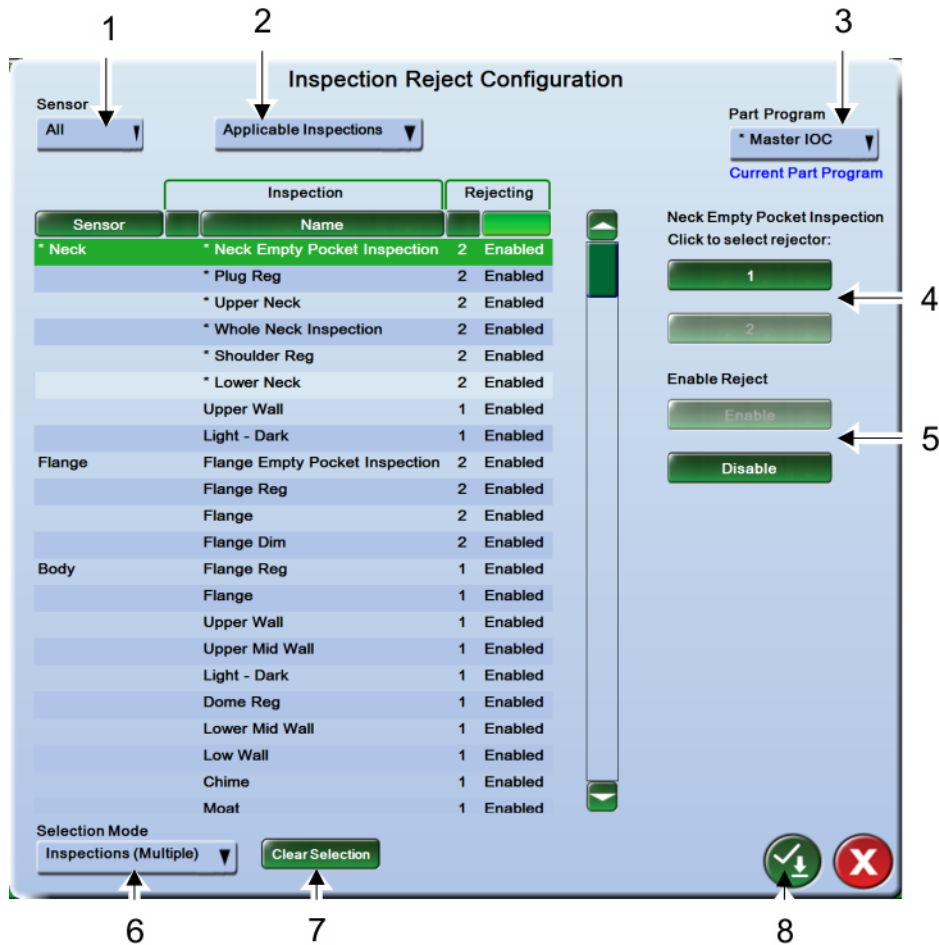 1 2 3
Inspection Reject Configuration
Sensor
All
Applicable Inspections
Part Program
* Master IOC
Current Part Program
Inspection Rejecting
Sensor Name
* Neck * Neck Empty Pocket Inspection 2 Enabled
* Plug Reg 2 Enabled
* Upper Neck 2 Enabled
* Whole Neck Inspection 2 Enabled
* Shoulder Reg 2 Enabled
* Lower Neck 2 Enabled
Upper Wall 1 Enabled
Light - Dark 1 Enabled
Flange Flange Empty Pocket Inspection 2 Enabled
Flange Reg 2 Enabled
Flange 2 Enabled
Flange Dim 2 Enabled
Body Flange Reg 1 Enabled
Flange 1 Enabled
Upper Wall 1 Enabled
Upper Mid Wall 1 Enabled
Light - Dark 1 Enabled
Dome Reg 1 Enabled
Lower Mid Wall 1 Enabled
Low Wall 1 Enabled
Chime 1 Enabled
Moat 1 Enabled
Neck Empty Pocket Inspection
Click to select rejector:
1
2
4
Enable Reject
Enable
Disable
5
Selection Mode
Inspections (Multiple)
Clear Selection
X
6 7 8